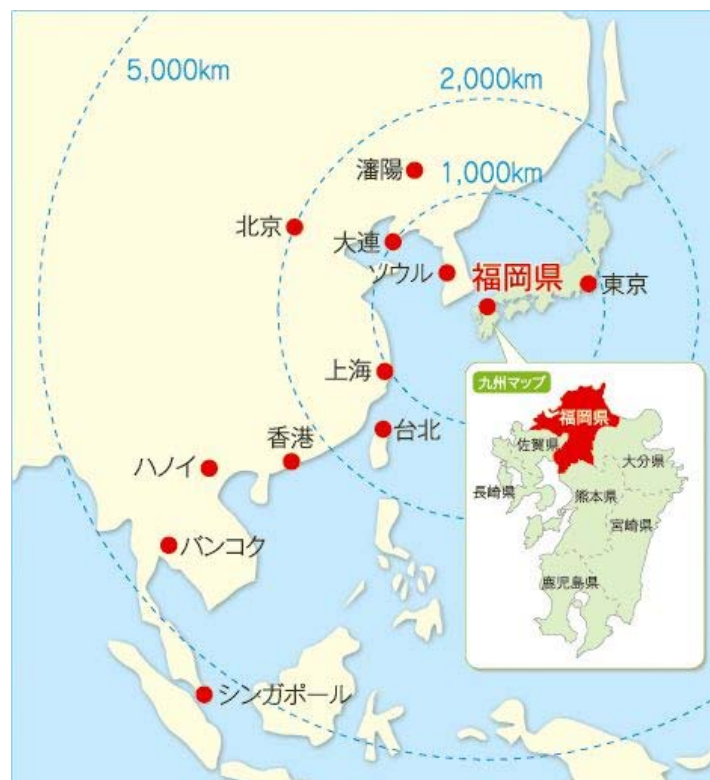 5,000km
2,000km
1,000km
瀋陽
北京
大連
ソウル
福岡県
東京
上海
台北
香港
ハノイ
バンコク
シンガポール
九州マップ
福岡県
佐賀県
大分県
長崎県
熊本県
宮崎県
鹿児島県